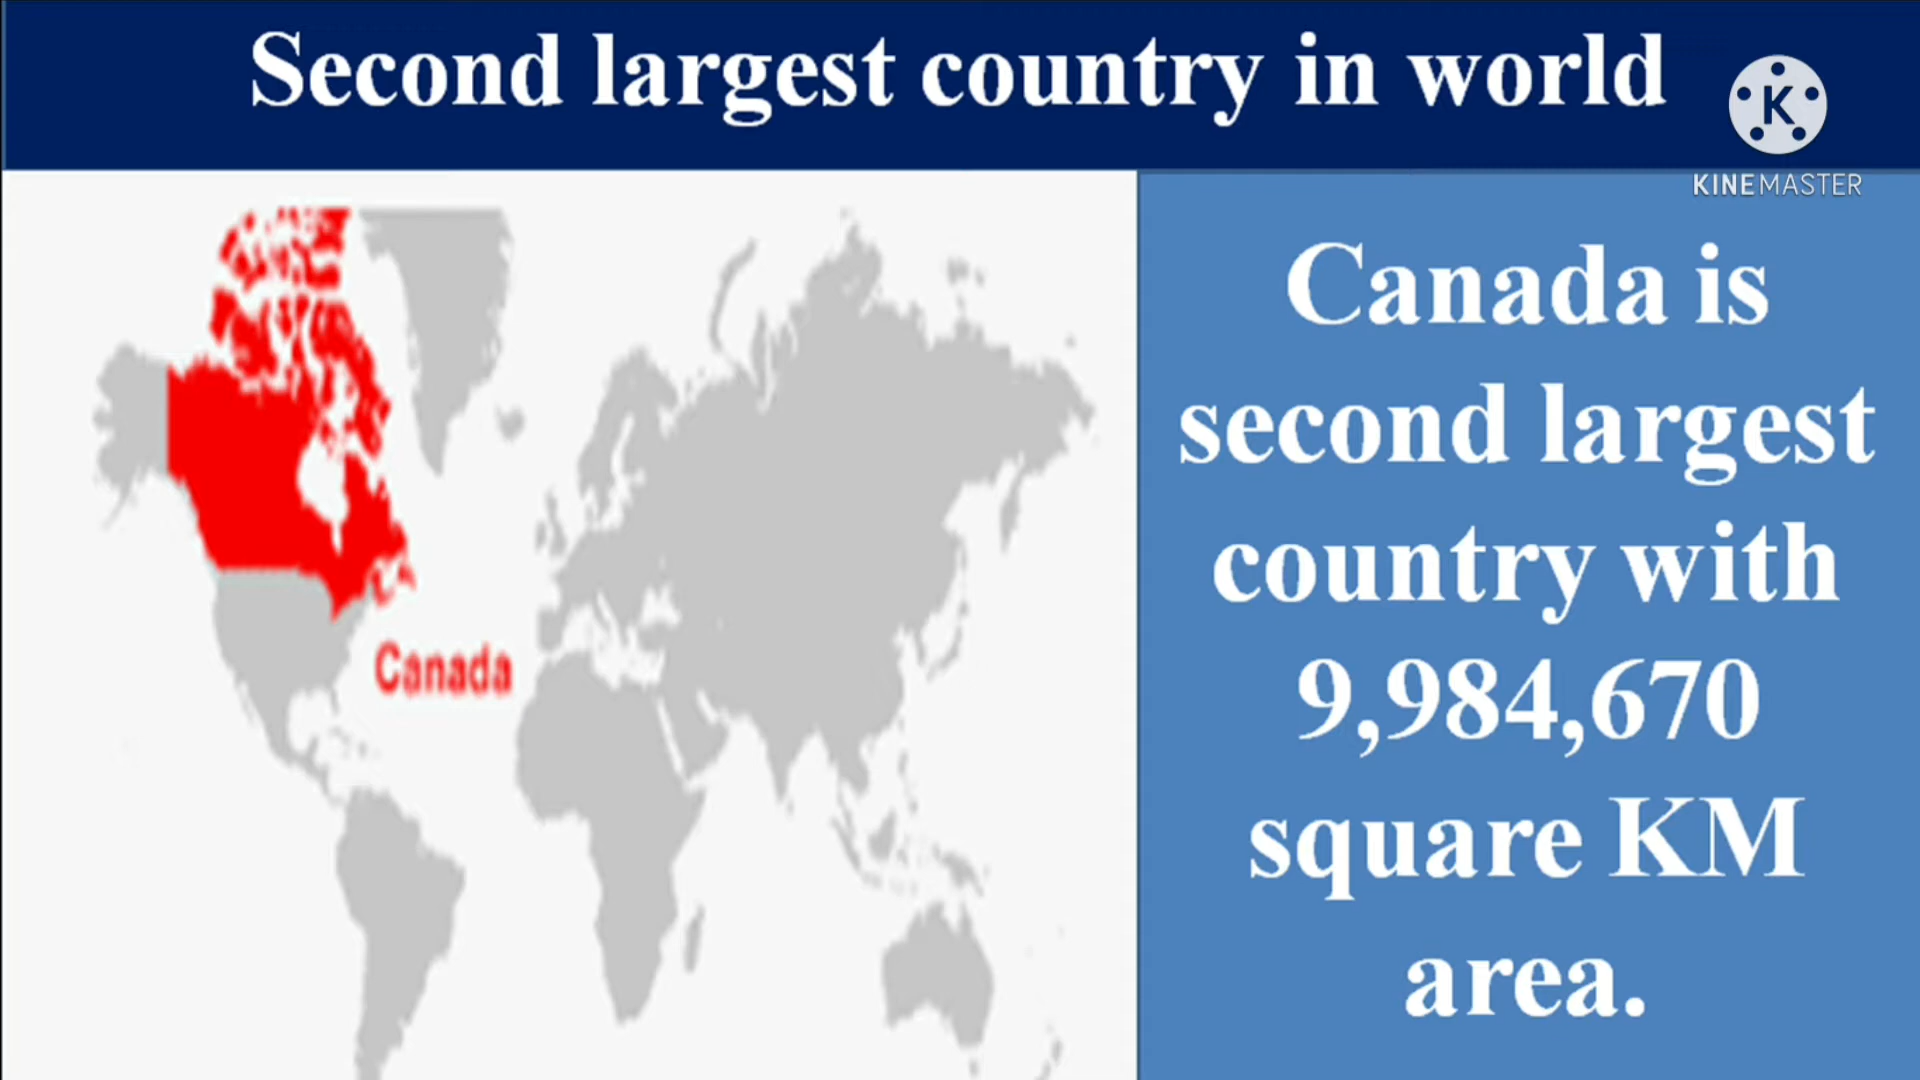 Second largest country in world
K
KINEMASTER
Canada is
second largest
country with
9,984,670
square KM
area.
Canada